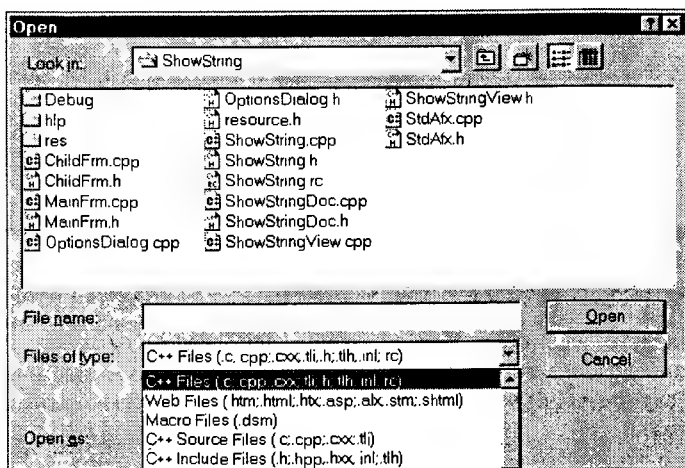 Open
Look in: ShowString
Debug OptionsDialog h ShowStringView h
hlp resource.h StdAfx.cpp
res ShowString.cpp StdAfx.h
ChildFrm.cpp ShowString h
ChildFrm.h ShowString rc
MainFrm.cpp ShowStringDoc.cpp
MainFrm.h ShowStringDoc.h
OptionsDialog cpp ShowStringView cpp
File name: Open
Files of type: C++ Files (.c; cpp;.cxx;.tli;.h;.tlh;.inl; rc) Cancel
C++ Files (.c; cpp;.cxx;.tli;.h;.tlh;.inl; rc)
Web Files ( htm;.html;.htx;.asp;.alx.stm;.shtml)
Macro Files (.dsm)
Open as: C++ Source Files ( c;.cpp;.cxx;.tli)
C++ Include Files (.h;.hpp,.hxx, inl;.tlh)